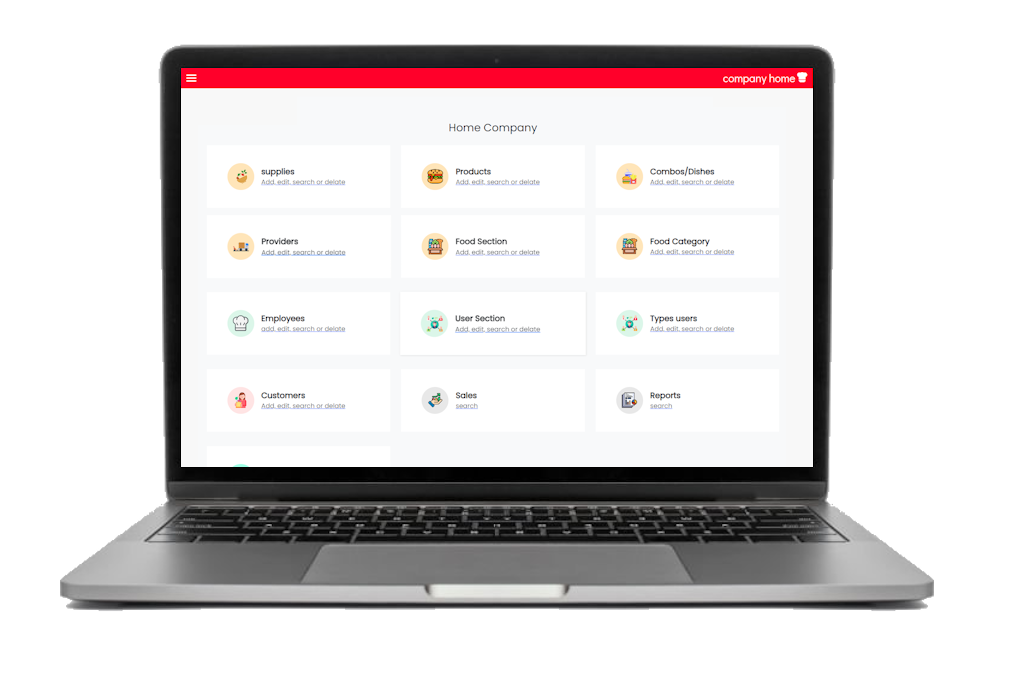 company home
Home Company
supplies
Add, edit, search or delate
Products
Add, edit, search or delate
Combos/Dishes
Add, edit, search or delate
Providers
Add, edit, search or delate
Food Section
Add, edit, search or delate
Food Category
Add, edit, search or delate
Employees
add, edit, search or delate
User Section
Add, edit, search or delate
Types users
Add, edit, search or delate
Customers
Add, edit, search or delate
Sales
search
Reports
search